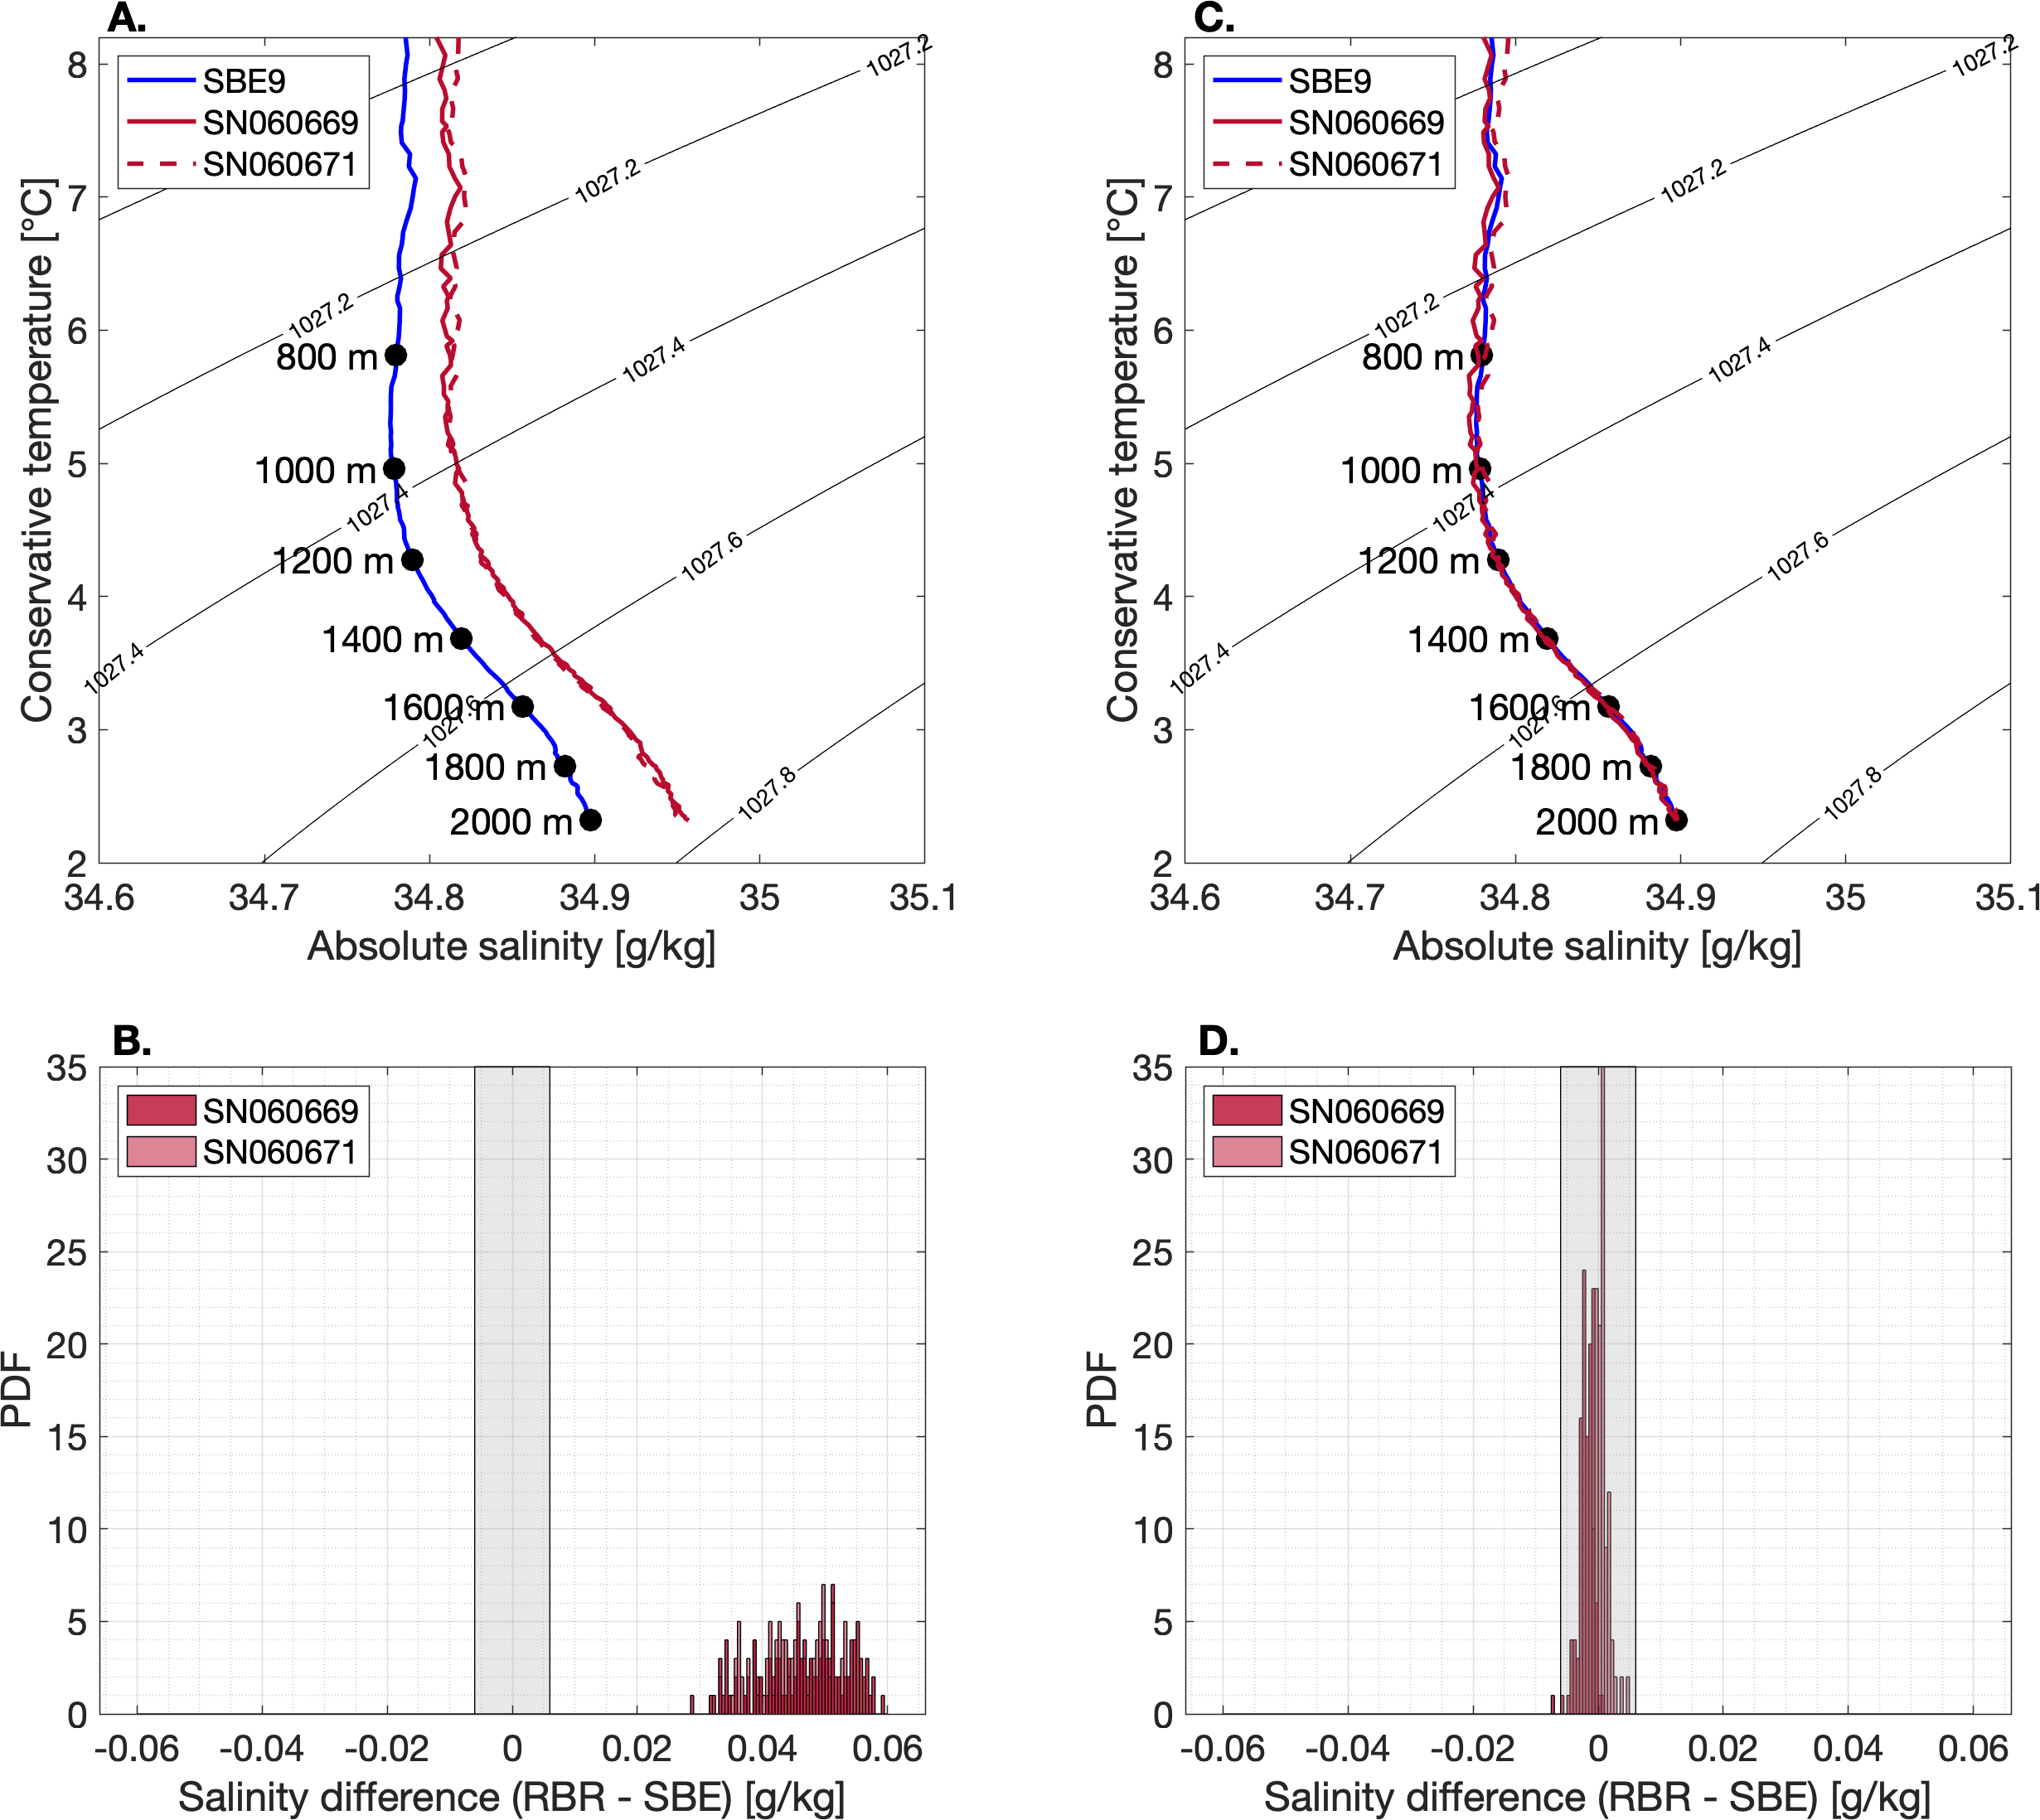 A.
SBE9
SN060669
SN060671
1027.2
1027.2
1027.2
1027.4
1027.4
1027.4
1027.6
1027.6
1027.8
800 m
1000 m
1200 m
1400 m
1600 m
1800 m
2000 m
8
7
6
5
4
3
2
34.6 34.7 34.8 34.9 35 35.1
Conservative temperature [°C]
Absolute salinity [g/kg]
C.
SBE9
SN060669
SN060671
1027.2
1027.2
1027.2
1027.4
1027.4
1027.4
1027.6
1027.6
1027.8
800 m
1000 m
1200 m
1400 m
1600 m
1800 m
2000 m
8
7
6
5
4
3
2
34.6 34.7 34.8 34.9 35 35.1
Conservative temperature [°C]
Absolute salinity [g/kg]
B.
SN060669
SN060671
35
30
25
20
15
10
5
0
PDF
-0.06 -0.04 -0.02 0 0.02 0.04 0.06
Salinity difference (RBR - SBE) [g/kg]
D.
SN060669
SN060671
35
30
25
20
15
10
5
0
PDF
-0.06 -0.04 -0.02 0 0.02 0.04 0.06
Salinity difference (RBR - SBE) [g/kg]